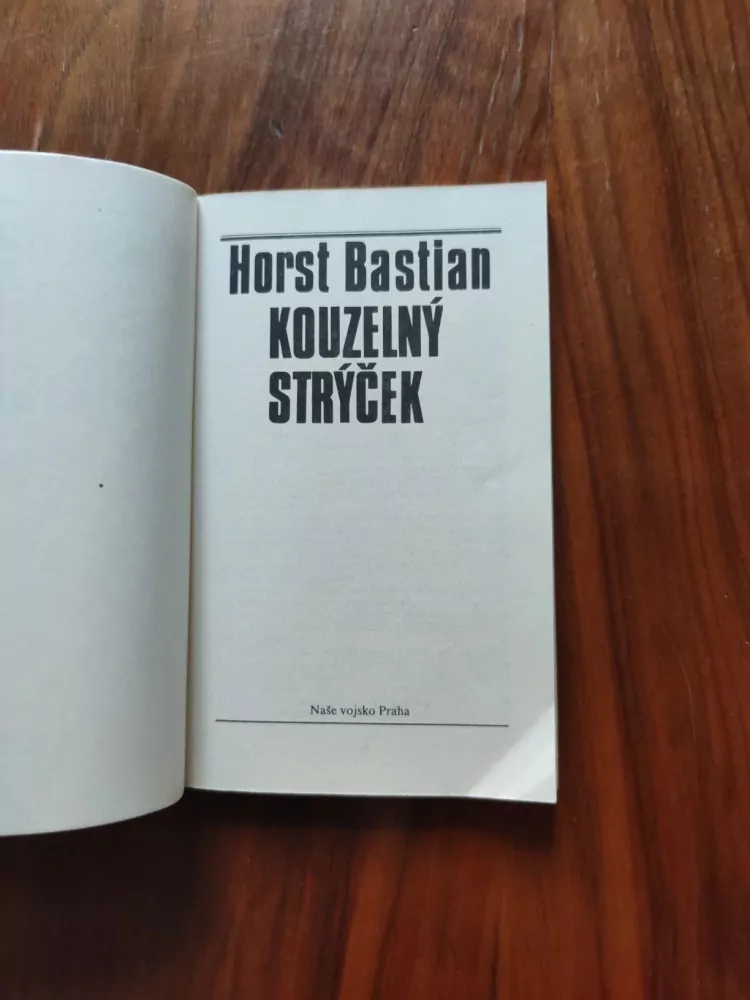 Horst Bastian
KOUZELNÝ
STRÝČEK
Naše vojsko Praha